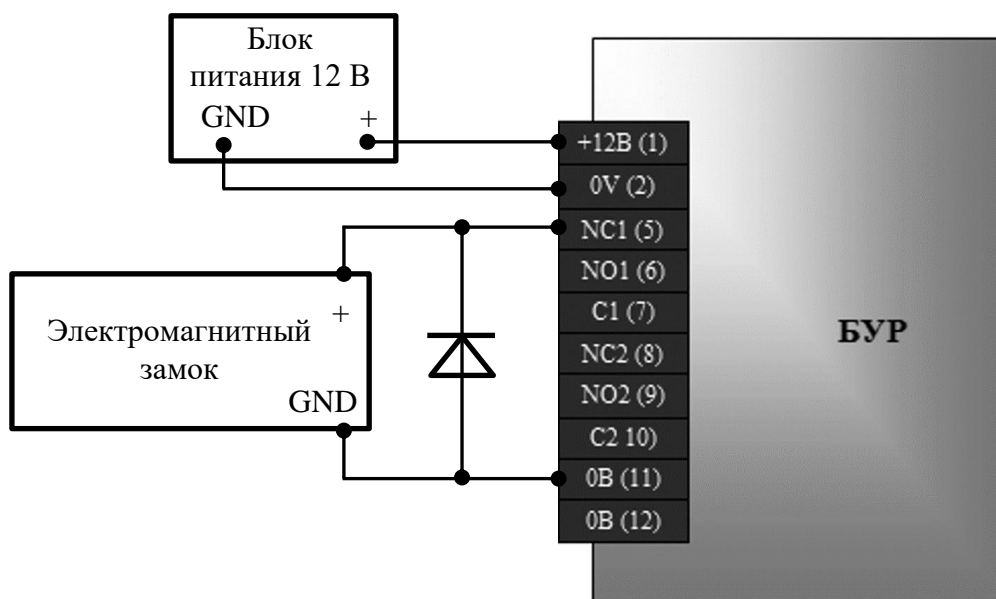 Блок
питания 12 В
GND
+
+12В (1)
0V (2)
NC1 (5)
NO1 (6)
C1 (7)
NC2 (8)
NO2 (9)
C2 10)
0В (11)
0В (12)
+
Электромагнитный
замок
GND
БУР